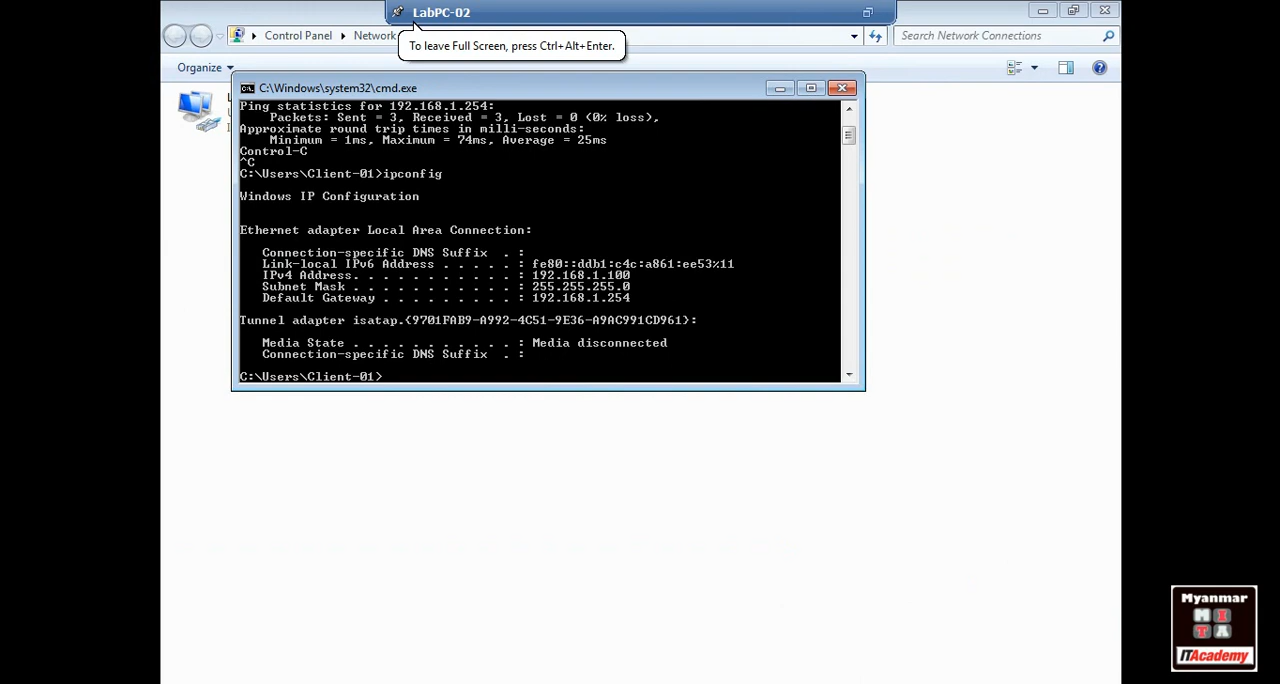 LabPC-02
To leave Full Screen, press Ctrl+Alt+Enter.
Control Panel
Network
Search Network Connections
Organize
C:\Windows\system32\cmd.exe
Ping statistics for 192.168.1.254:
Packets: Sent = 3, Received = 3, Lost = 0 (0% loss),
Approximate round trip times in milli-seconds:
Minimum = 1ms, Maximum = 74ms, Average = 25ms
Control-C
^C
C:\Users\Client-01>ipconfig
Windows IP Configuration
Ethernet adapter Local Area Connection:
Connection-specific DNS Suffix . :
Link-local IPv6 Address . . . . . : fe80::ddb1:c4c:a861:ee53%11
IPv4 Address. . . . . . . . . . . : 192.168.1.100
Subnet Mask . . . . . . . . . . . : 255.255.255.0
Default Gateway . . . . . . . . . : 192.168.1.254
Tunnel adapter isatap.{9701FAB9-A992-4C51-9E36-A9AC991CD961}:
Media State . . . . . . . . . . . : Media disconnected
Connection-specific DNS Suffix . :
C:\Users\Client-01>
Myanmar
M I
T A
ITAcademy